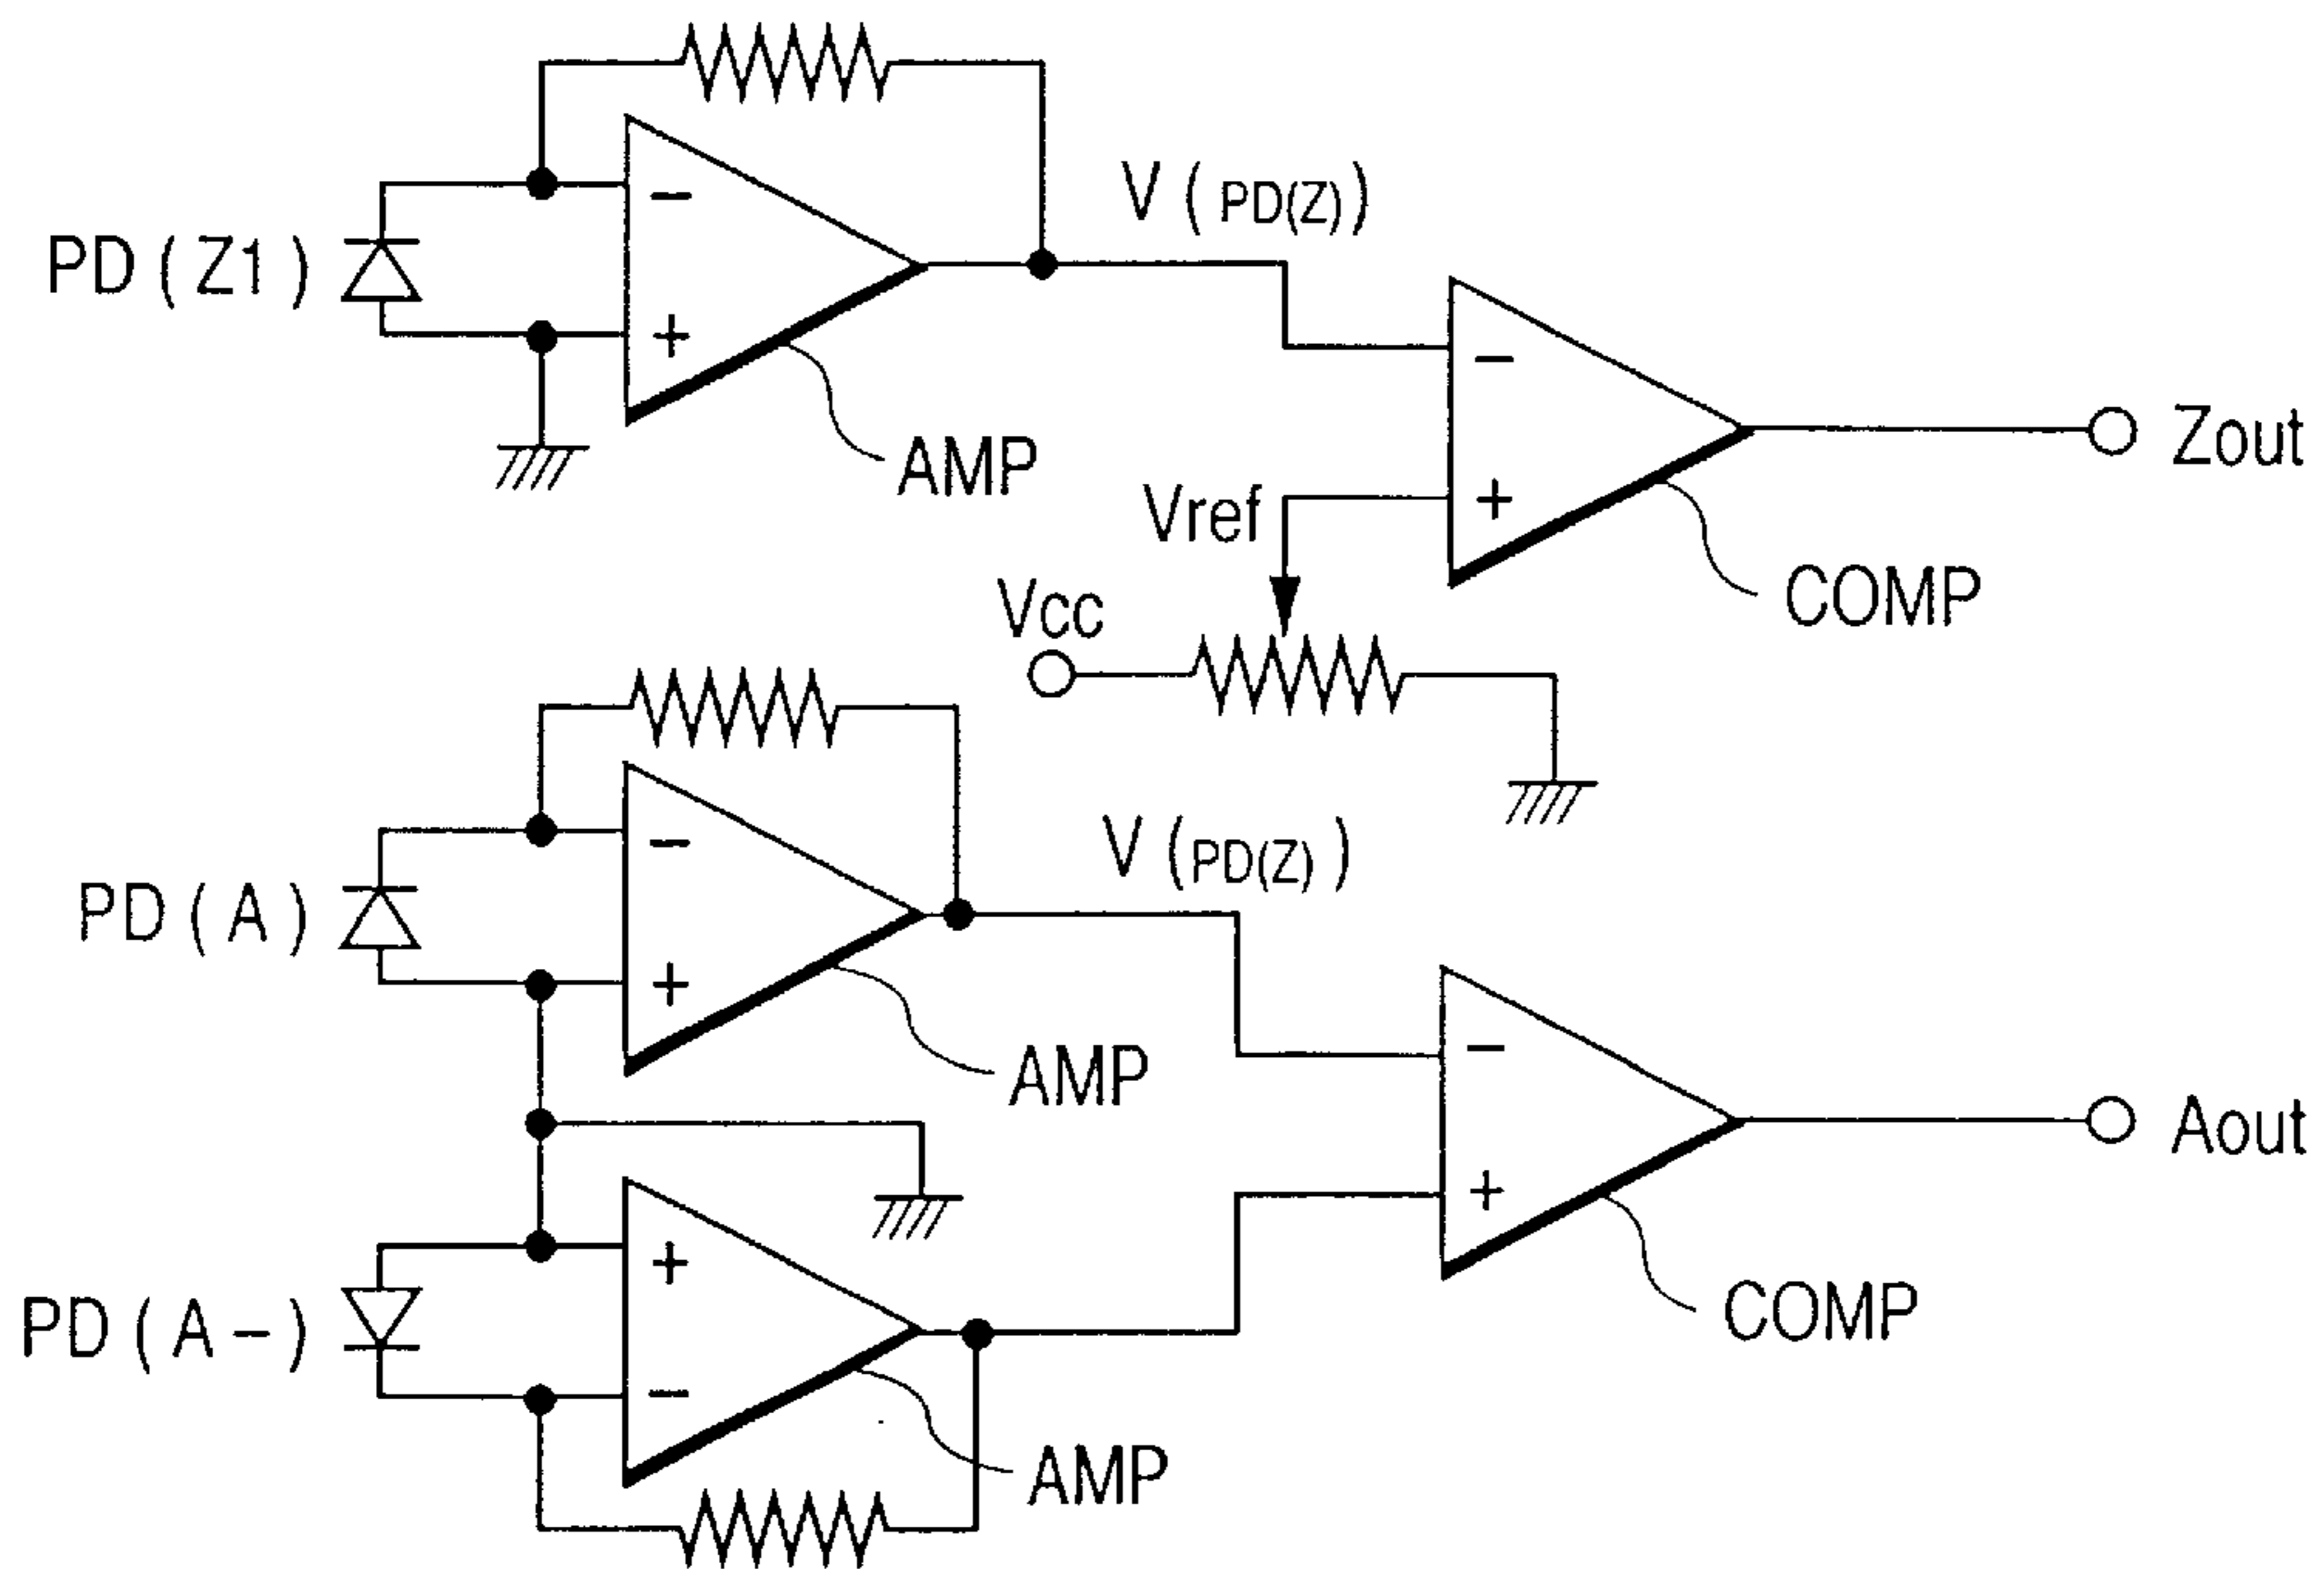 V ( PD(Z) )
PD ( Z1 )
−
+
AMP
−
+
Zout
Vref
COMP
Vcc
V ( PD(Z) )
PD ( A )
−
+
AMP
−
+
Aout
COMP
PD ( A − )
+
−
AMP